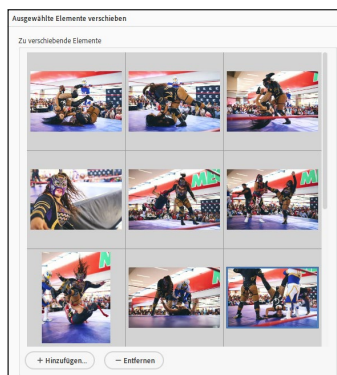 Ausgewählte Elemente verschieben
Zu verschiebende Elemente
+ Hinzufügen...
− Entfernen